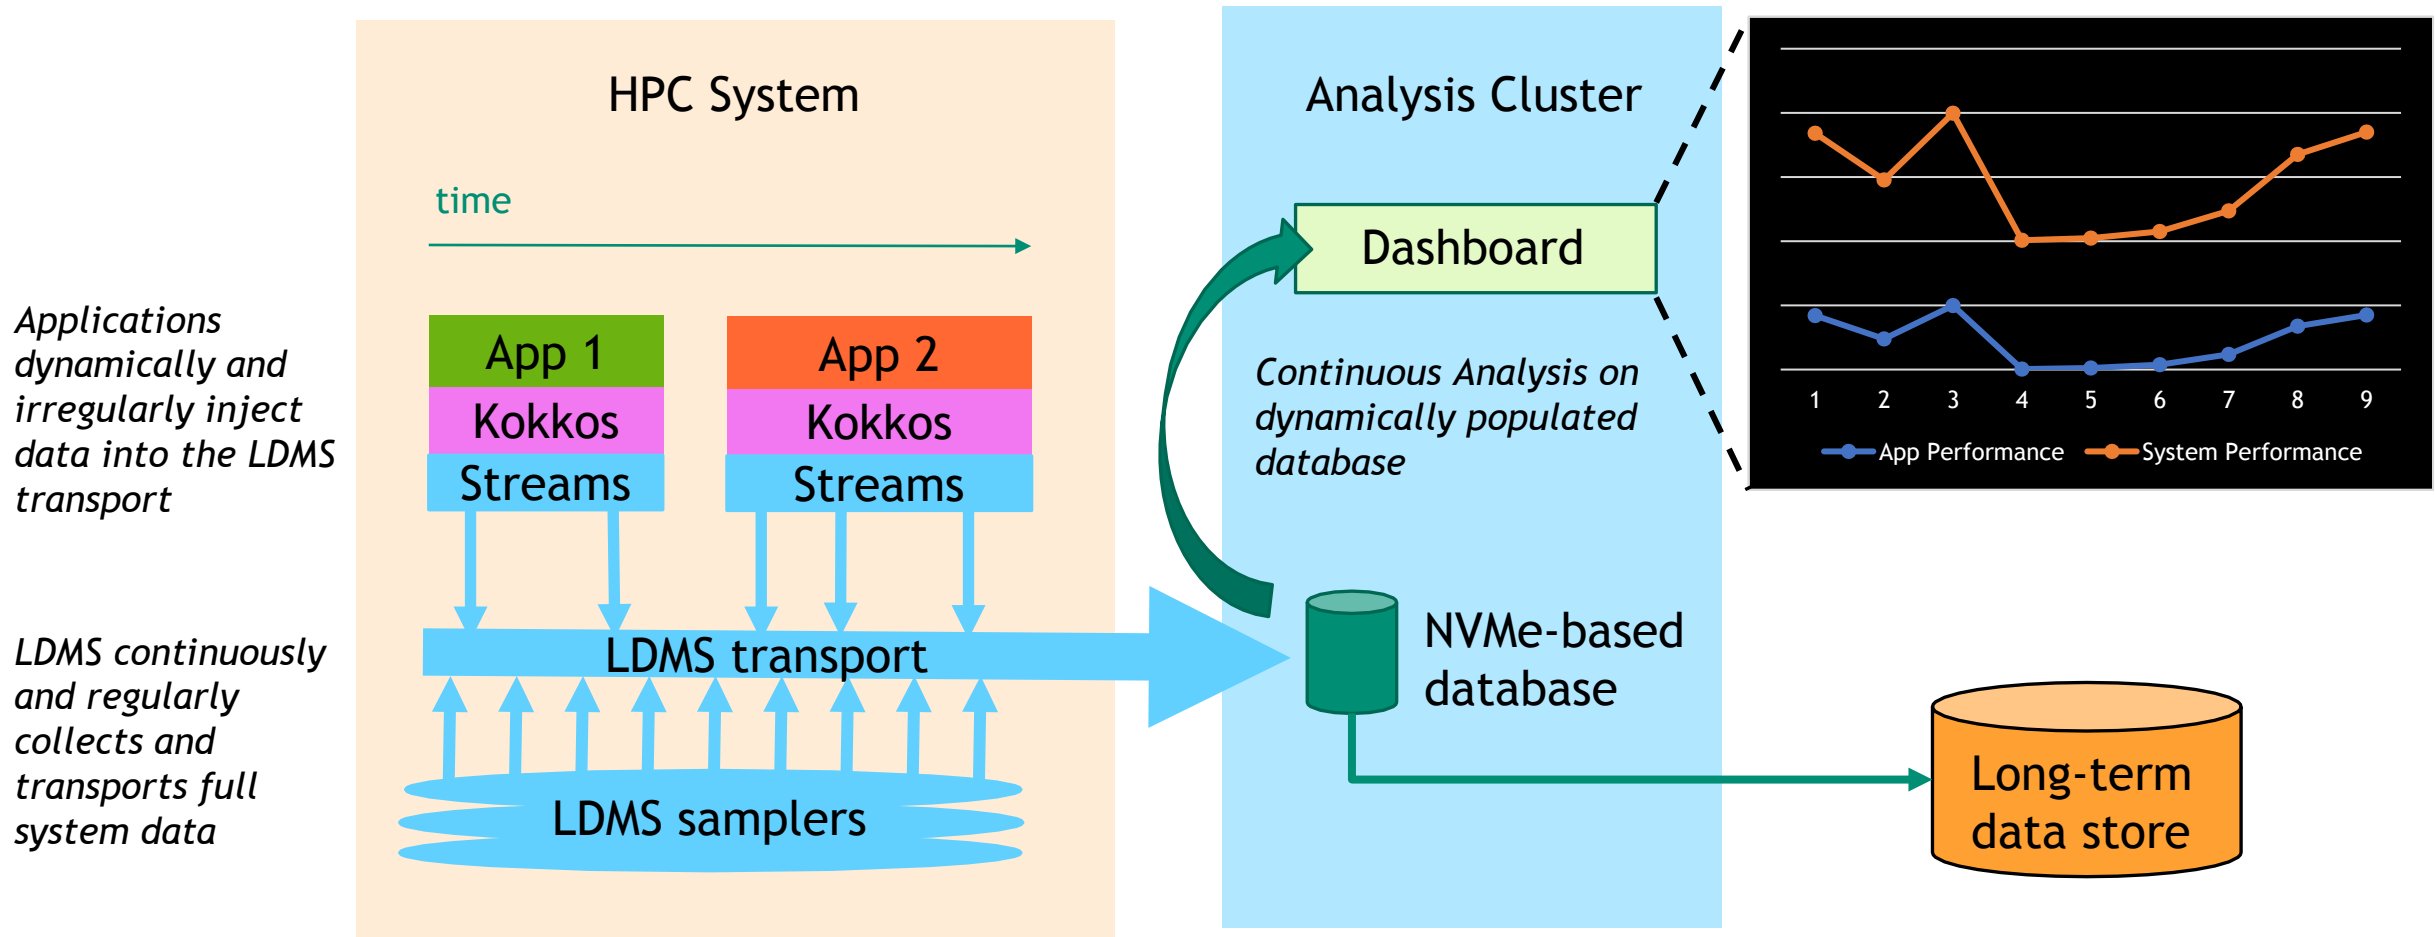 HPC System
Analysis Cluster
time
Dashboard
Applications
dynamically and
irregularly inject
data into the LDMS
transport
App 1
Kokkos
Streams
App 2
Kokkos
Streams
Continuous Analysis on
dynamically populated
database
1 2 3 4 5 6 7 8 9
App Performance System Performance
LDMS continuously
and regularly
collects and
transports full
system data
LDMS transport
LDMS samplers
NVMe-based
database
Long-term
data store